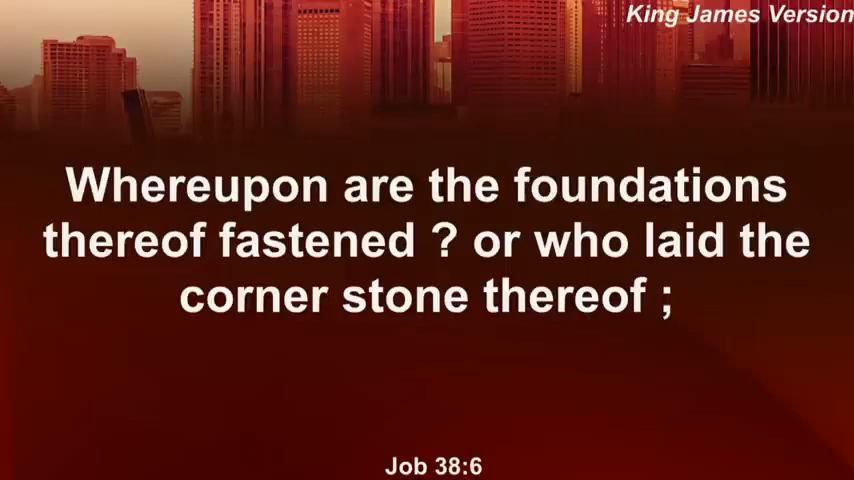 King James Version
Whereupon are the foundations
thereof fastened ? or who laid the
corner stone thereof ;
Job 38:6